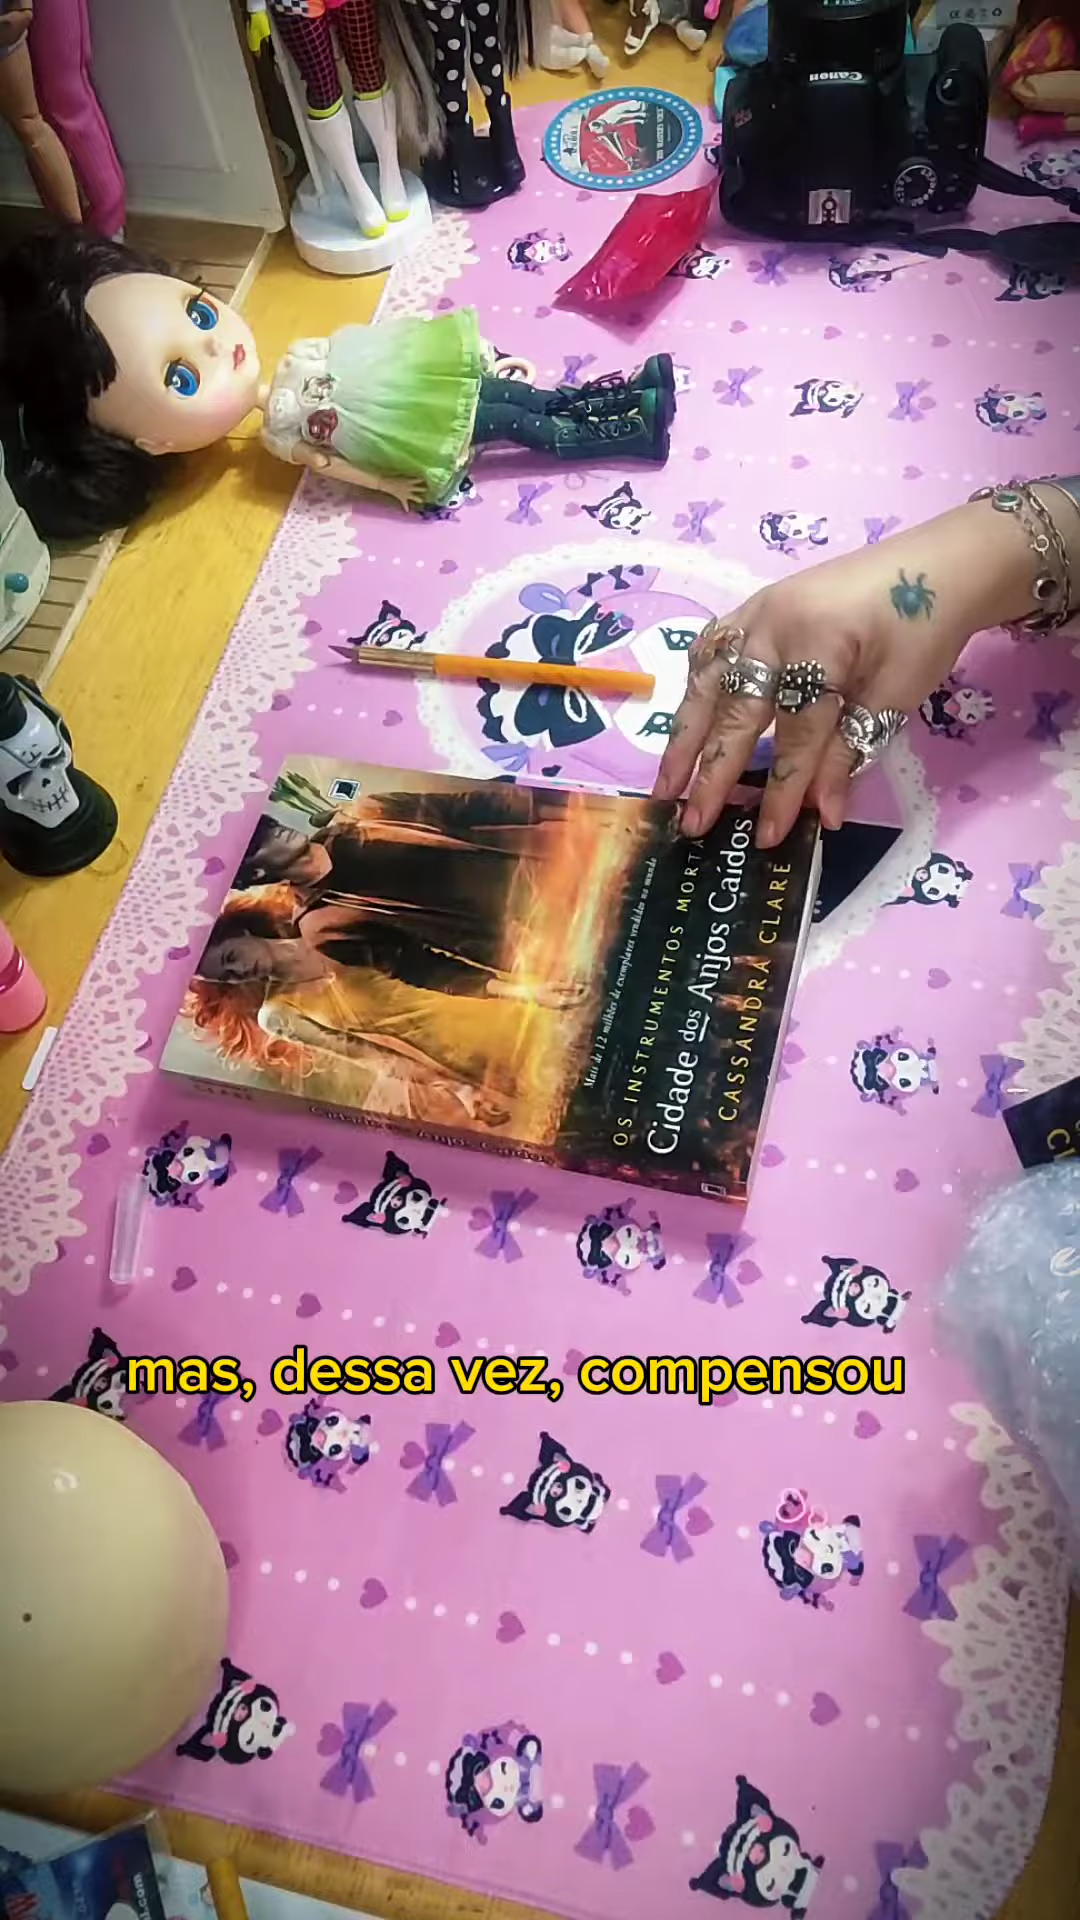 Canon
Mais de 12 milhões de exemplares vendidos no mundo
OS INSTRUMENTOS MORTA
Cidade dos Anjos Caídos
CASSANDRA CLARE
mas, dessa vez, compensou